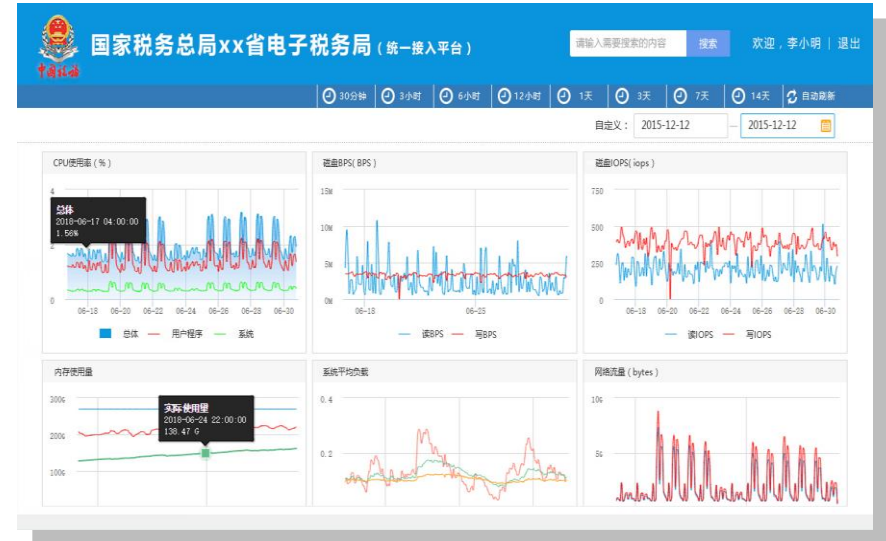 中国税务
国家税务总局xx省电子税务局(统一接入平台)
请输入需要搜索的内容 搜索 欢迎,李小明 | 退出
30分钟 3小时 6小时 12小时 1天 3天 7天 14天 自动刷新
自定义: 2015-12-12 — 2015-12-12
CPU使用率(%) 磁盘BPS(BPS) 磁盘IOPS(iops)
4 15M 750
总体
2018-06-17 04:00:00
1.56%
10M 500
2 5M 250
0 0M 0
06-18 06-20 06-22 06-24 06-26 06-28 06-30 06-18 06-25 06-18 06-20 06-22 06-24 06-26 06-28 06-30
总体 用户程序 系统 读BPS 写BPS 读IOPS 写IOPS
内存使用量 系统平均负载 网络流量(bytes)
300G 0.4 10G
实际使用量
2018-06-24 22:00:00
138.47 G
200G 0.2 5G
100G